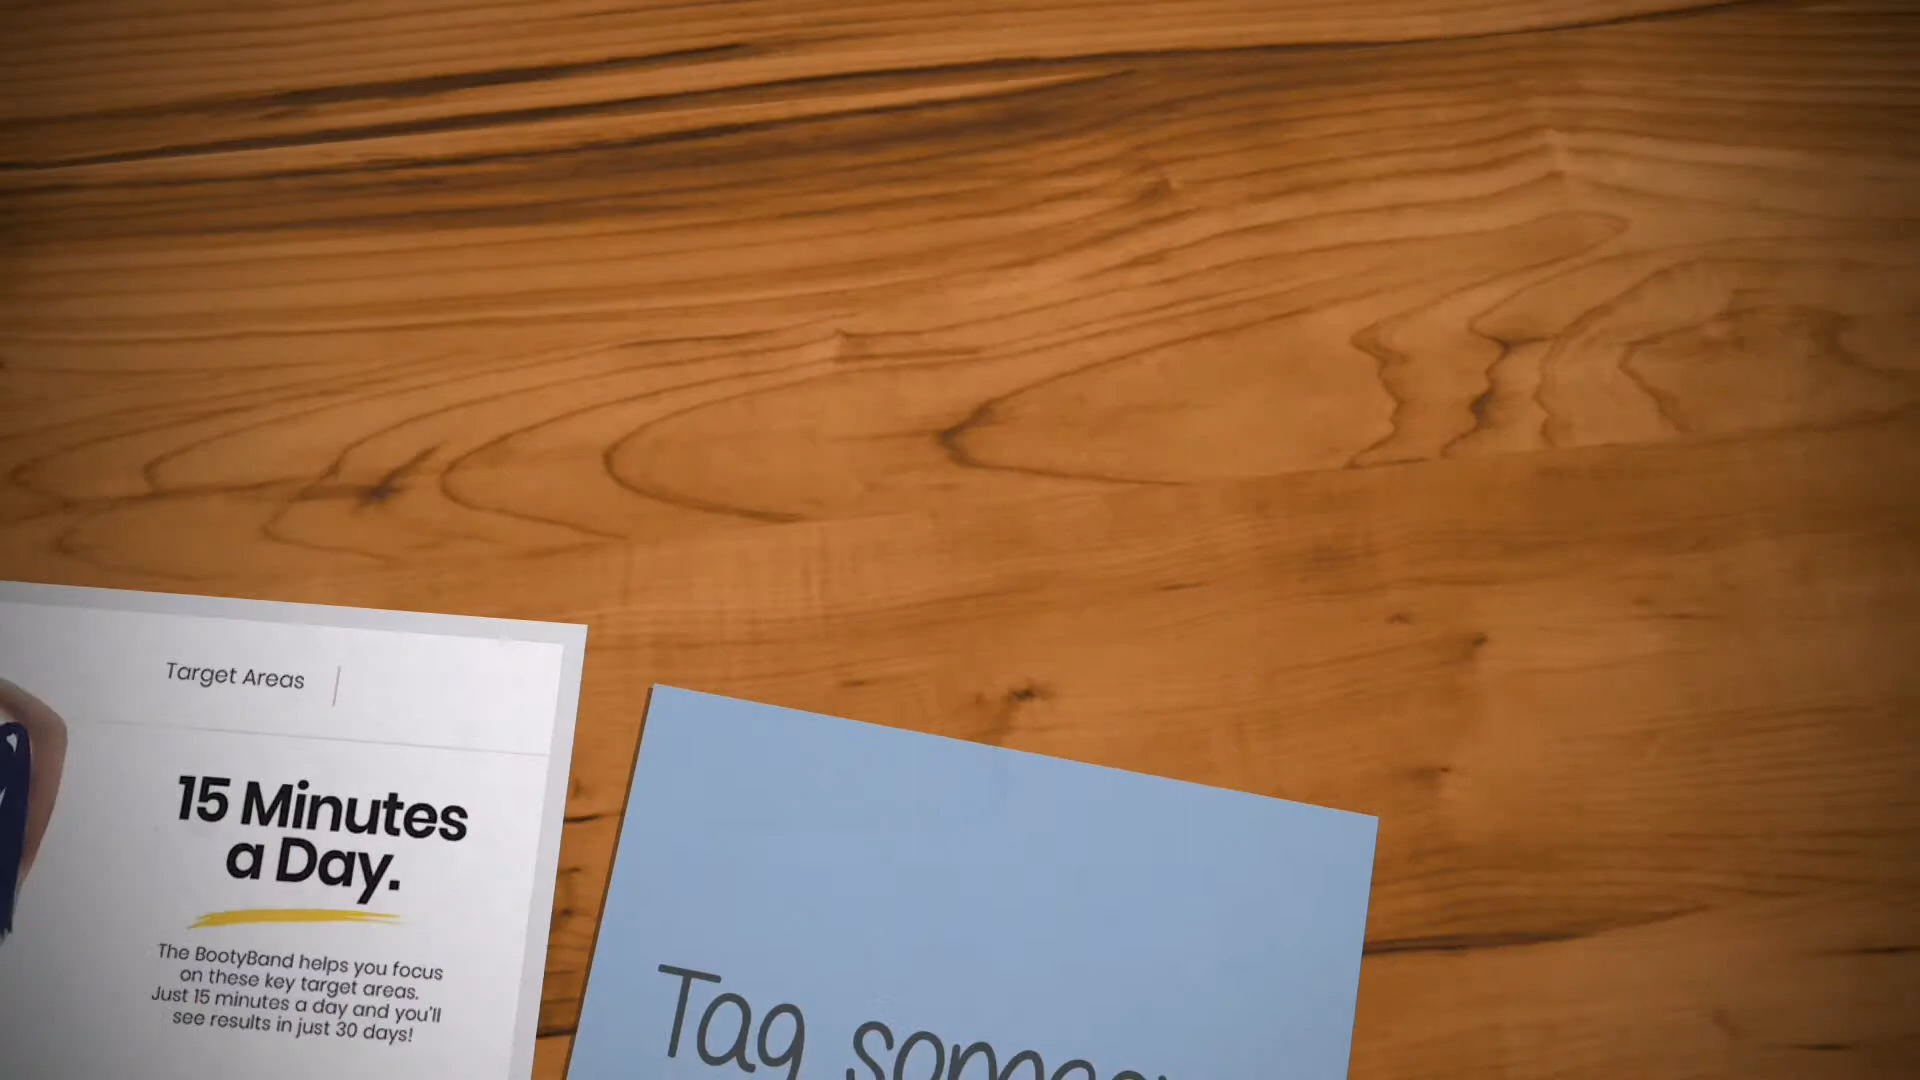 Target Areas
15 Minutes
a Day.
The BootyBand helps you focus
on these key target areas.
Just 15 minutes a day and you'll
see results in just 30 days!
Tag